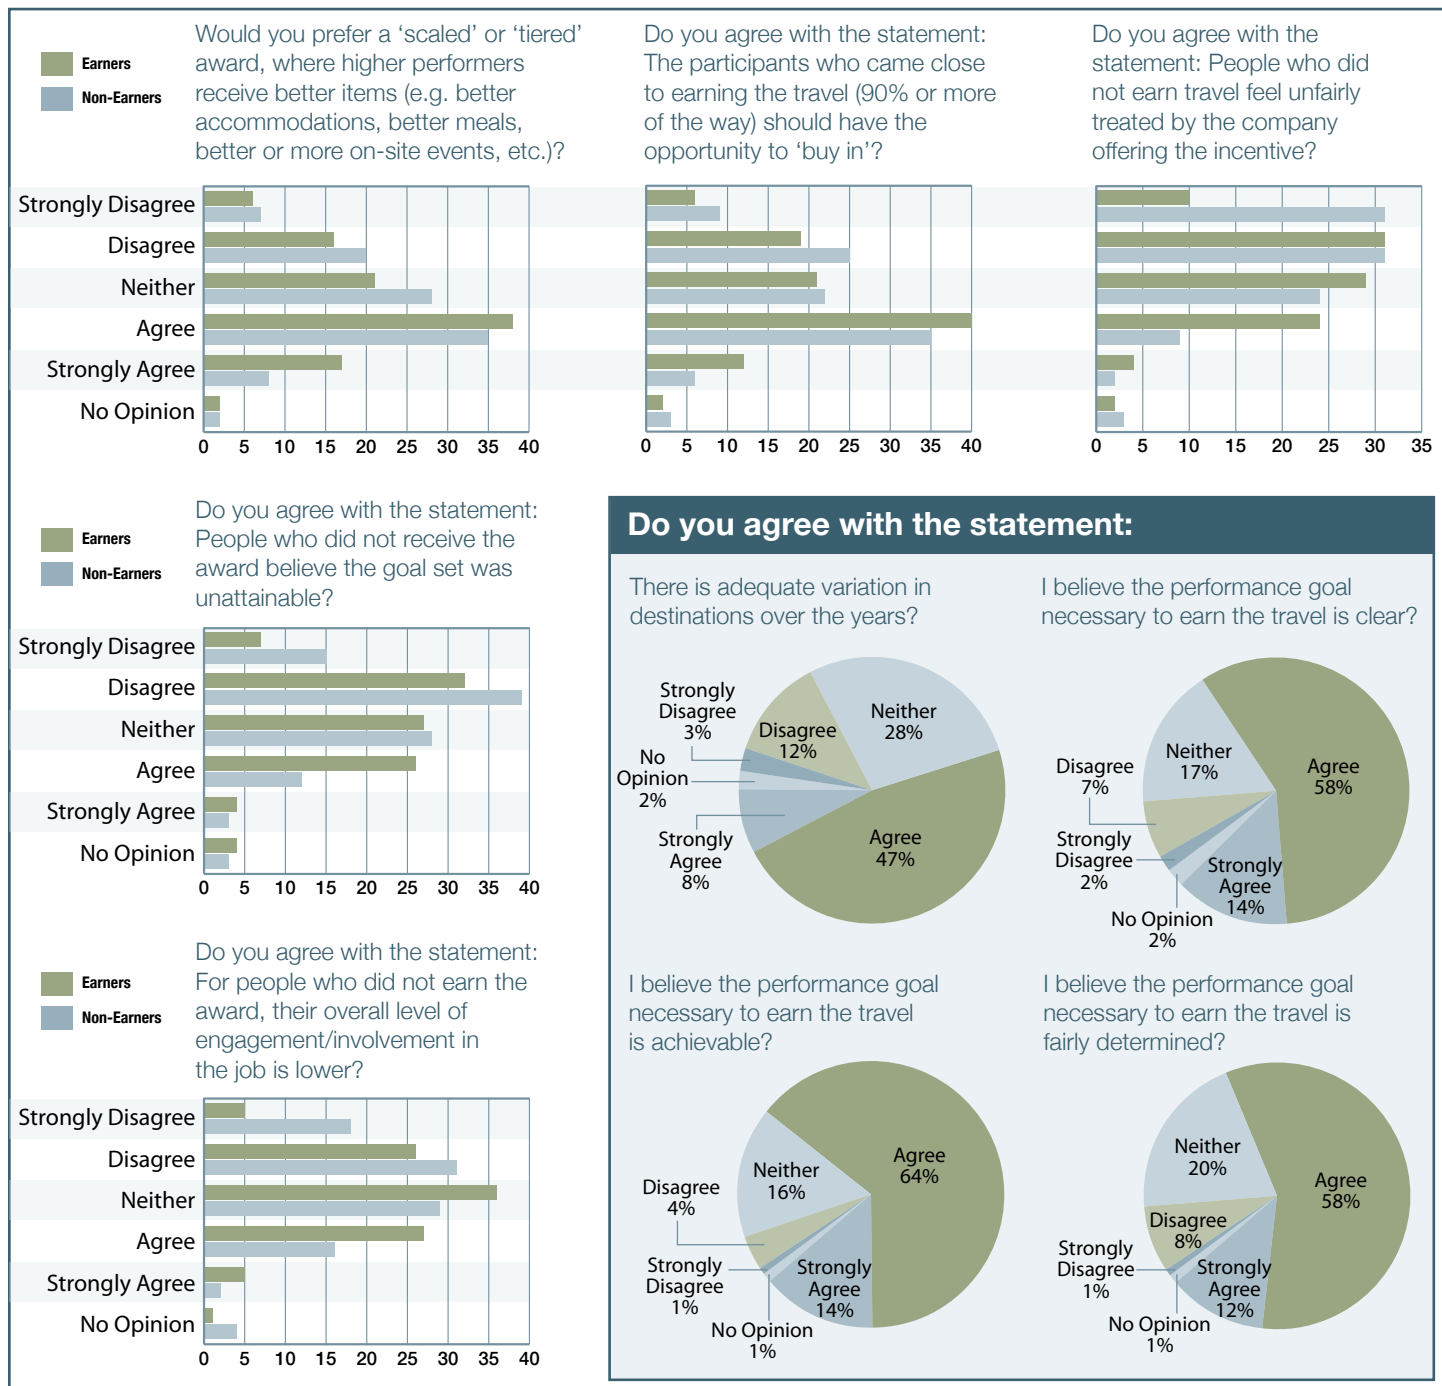 Earners
Non-Earners
Would you prefer a ‘scaled’ or ‘tiered’
award, where higher performers
receive better items (e.g. better
accommodations, better meals,
better or more on-site events, etc.)?
Do you agree with the statement:
The participants who came close
to earning the travel (90% or more
of the way) should have the
opportunity to ‘buy in’?
Do you agree with the
statement: People who did
not earn travel feel unfairly
treated by the company
offering the incentive?
Strongly Disagree
Disagree
Neither
Agree
Strongly Agree
No Opinion
0 5 10 15 20 25 30 35 40
0 5 10 15 20 25 30 35 40
0 5 10 15 20 25 30 35
Earners
Non-Earners
Do you agree with the statement:
People who did not receive the
award believe the goal set was
unattainable?
Strongly Disagree
Disagree
Neither
Agree
Strongly Agree
No Opinion
0 5 10 15 20 25 30 35 40
Earners
Non-Earners
Do you agree with the statement:
For people who did not earn the
award, their overall level of
engagement/involvement in
the job is lower?
Strongly Disagree
Disagree
Neither
Agree
Strongly Agree
No Opinion
0 5 10 15 20 25 30 35 40
Do you agree with the statement:
There is adequate variation in
destinations over the years?
Strongly
Disagree
3%
Disagree
12%
Neither
28%
No
Opinion
2%
Strongly
Agree
8%
Agree
47%
I believe the performance goal
necessary to earn the travel is clear?
Neither
17%
Agree
58%
Disagree
7%
Strongly
Disagree
2%
Strongly
Agree
14%
No Opinion
2%
I believe the performance goal
necessary to earn the travel
is achievable?
Agree
64%
Neither
16%
Disagree
4%
Strongly
Disagree
1%
Strongly
Agree
14%
No Opinion
1%
I believe the performance goal
necessary to earn the travel is
fairly determined?
Neither
20%
Agree
58%
Disagree
8%
Strongly
Disagree
1%
Strongly
Agree
12%
No Opinion
1%